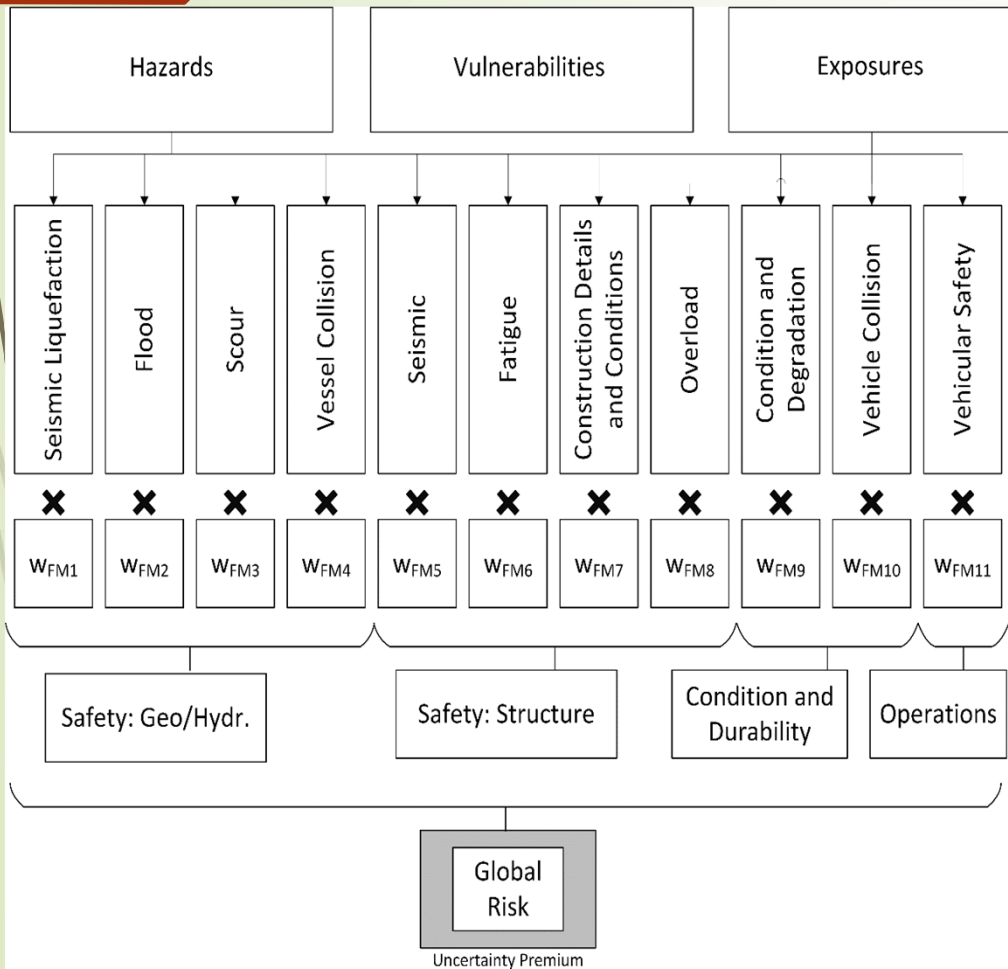 Hazards
Vulnerabilities
Exposures
Seismic Liquefaction
Flood
Scour
Vessel Collision
Seismic
Fatigue
Construction Details
and Conditions
Overload
Condition and
Degradation
Vehicle Collision
Vehicular Safety
WFM1
WFM2
WFM3
WFM4
WFM5
WFM6
WFM7
WFM8
WFM9
WFM10
WFM11
Safety: Geo/Hydr.
Safety: Structure
Condition and
Durability
Operations
Global
Risk
Uncertainty Premium